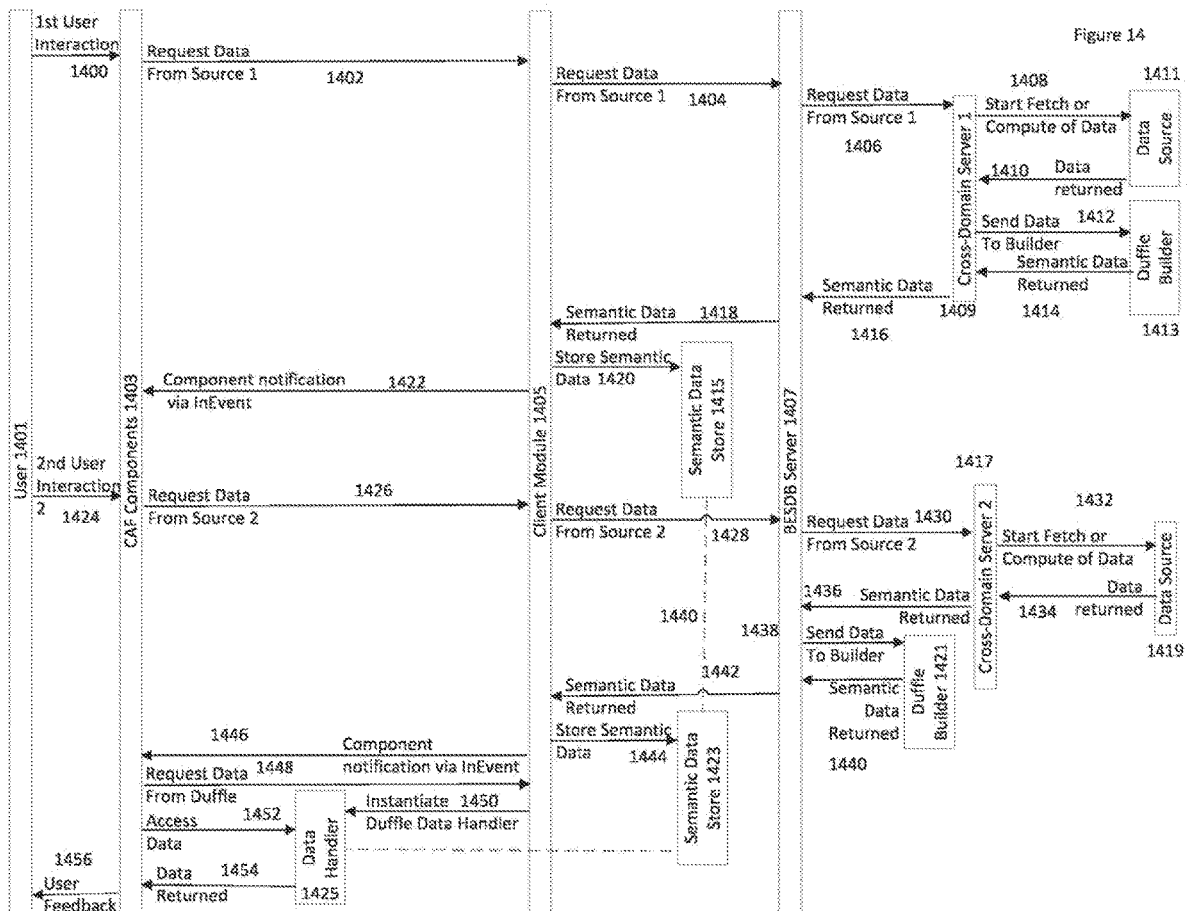 Figure 14
1st User
Interaction
1400
Request Data
From Source 1 1402
Request Data
From Source 1 1404
Request Data
From Source 1
1406
1408
Start Fetch or
Compute of Data
1411
Data
Source
1410 Data
returned
Cross-Domain Server 1
1409
Send Data 1412
To Builder
Semantic Data
Returned
1414
Duffle
Builder
1413
Semantic Data
Returned
1416
Semantic Data 1418
Returned
Store Semantic
Data 1420
Semantic Data
Store 1415
Component notification 1422
via InEvent
User 1401
CAF Components 1403
Client Module 1405
BESDB Server 1407
2nd User
Interaction
2
1424
Request Data 1426
From Source 2
Request Data
From Source 2 1428
Request Data 1430
From Source 2
1417
Cross-Domain Server 2
1432
Start Fetch or
Compute of Data
Data
1434 returned
Data Source
1419
1436 Semantic Data
Returned
1438
Send Data
To Builder
Semantic
Data
Returned
1440
Duffle
Builder 1421
1440
1442
Semantic Data
Returned
Store Semantic
Data 1444
Semantic Data
Store 1423
1446
Component
notification via InEvent
1448
Request Data
From Duffle
Instantiate 1450
Duffle Data Handler
Access 1452
Data
Data
Handler
1425
Data 1454
Returned
1456
User
Feedback